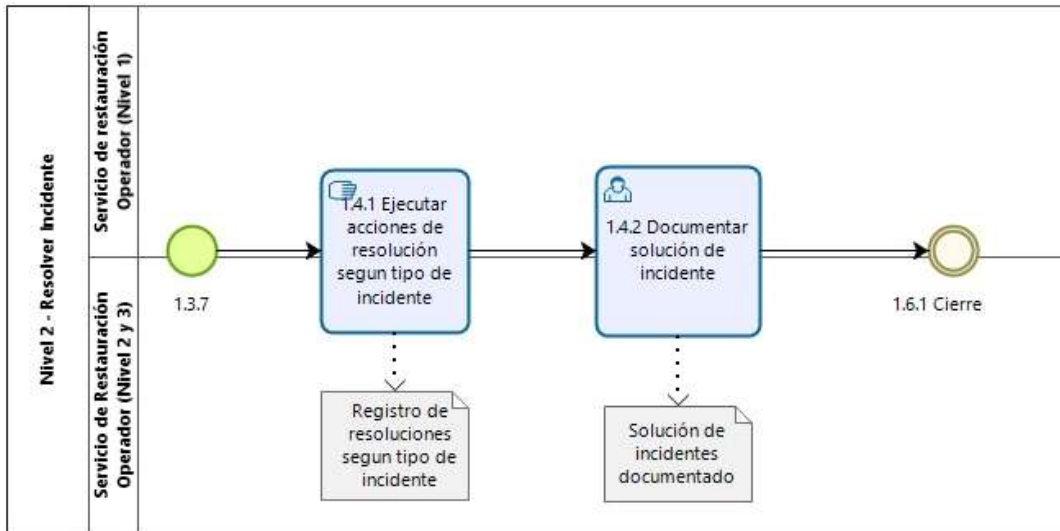 Nivel 2 - Resolver Incidente
Servicio de restauración
Operador (Nivel 1)
Servicio de Restauración
Operador (Nivel 2 y 3)
1.3.7
1.4.1 Ejecutar
acciones de
resolución
segun tipo de
incidente
1.4.2 Documentar
solución de
incidente
1.6.1 Cierre
Registro de
resoluciones
segun tipo de
incidente
Solución de
incidentes
documentado